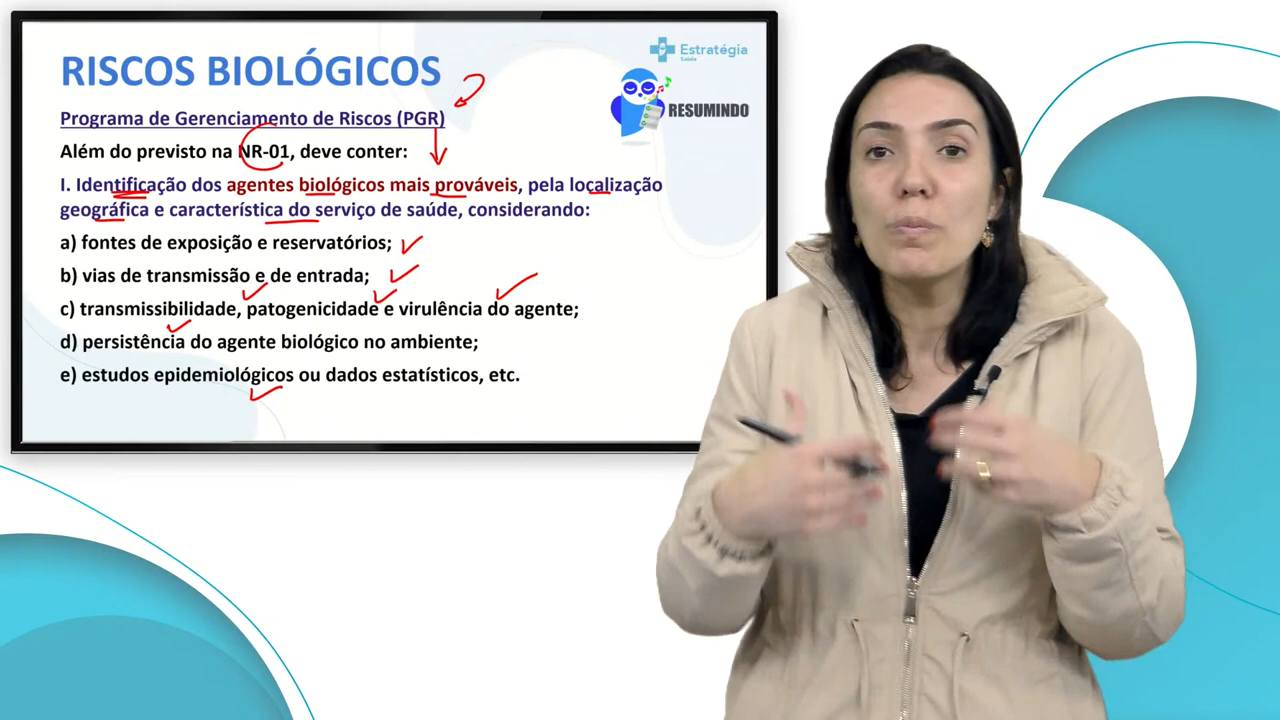 RISCOS BIOLÓGICOS
Estratégia
Saúde
RESUMINDO
Programa de Gerenciamento de Riscos (PGR)
Além do previsto na NR-01, deve conter:
I. Identificação dos agentes biológicos mais prováveis, pela localização
geográfica e característica do serviço de saúde, considerando:
a) fontes de exposição e reservatórios;
b) vias de transmissão e de entrada;
c) transmissibilidade, patogenicidade e virulência do agente;
d) persistência do agente biológico no ambiente;
e) estudos epidemiológicos ou dados estatísticos, etc.